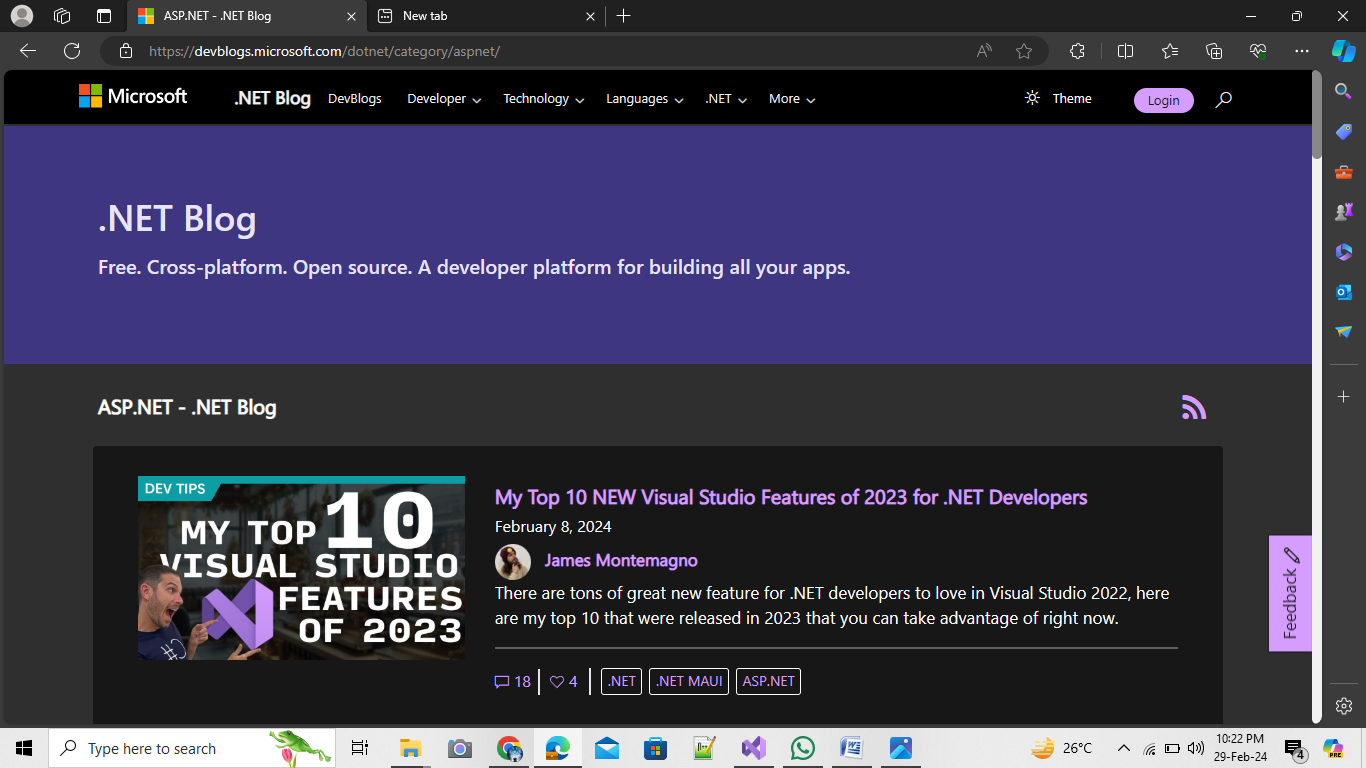 ASP.NET - .NET Blog
New tab
https://devblogs.microsoft.com/dotnet/category/aspnet/
Microsoft
.NET Blog
DevBlogs
Developer
Technology
Languages
.NET
More
Theme
Login
.NET Blog
Free. Cross-platform. Open source. A developer platform for building all your apps.
ASP.NET - .NET Blog
DEV TIPS
MY TOP 10
VISUAL STUDIO
FEATURES
OF 2023
My Top 10 NEW Visual Studio Features of 2023 for .NET Developers
February 8, 2024
James Montemagno
There are tons of great new feature for .NET developers to love in Visual Studio 2022, here
are my top 10 that were released in 2023 that you can take advantage of right now.
18
4
.NET
.NET MAUI
ASP.NET
Feedback
Type here to search
26°C
10:22 PM
29-Feb-24
4
PRE